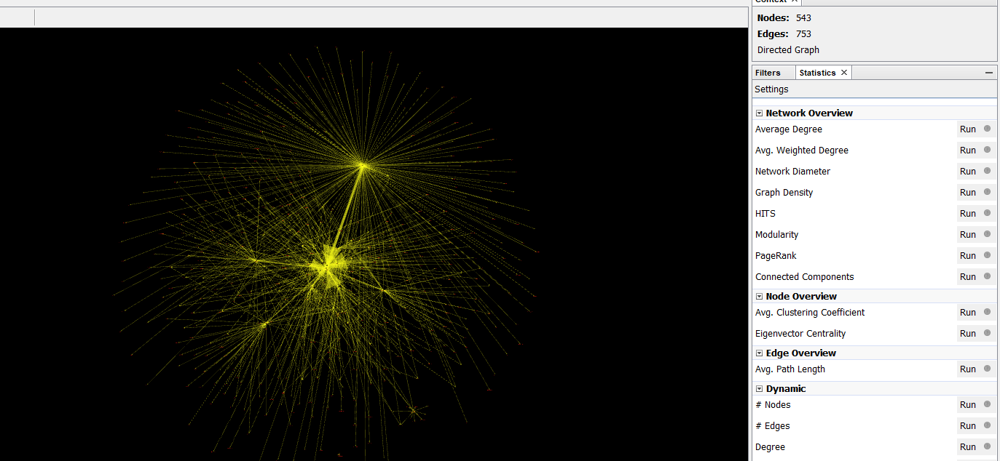 Context ×
Nodes: 543
Edges: 753
Directed Graph
Filters Statistics ×
Settings
Network Overview
Average Degree Run
Avg. Weighted Degree Run
Network Diameter Run
Graph Density Run
HITS Run
Modularity Run
PageRank Run
Connected Components Run
Node Overview
Avg. Clustering Coefficient Run
Eigenvector Centrality Run
Edge Overview
Avg. Path Length Run
Dynamic
# Nodes Run
# Edges Run
Degree Run